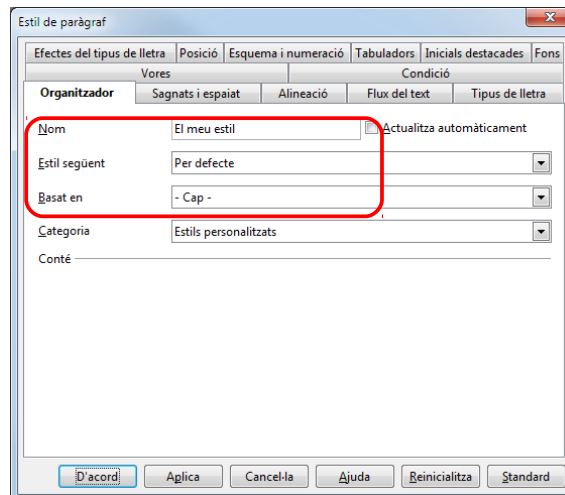 Estil de paràgraf
Efectes del tipus de lletra Posició Esquema i numeració Tabuladors Inicials destacades Fons
Vores Condició
Organitzador Sagnats i espaiat Alineació Flux del text Tipus de lletra
Nom El meu estil Actualitza automàticament
Estil següent Per defecte
Basat en - Cap -
Categoria Estils personalitzats
Conté
D'acord Aplica Cancel·la Ajuda Reinicialitza Standard